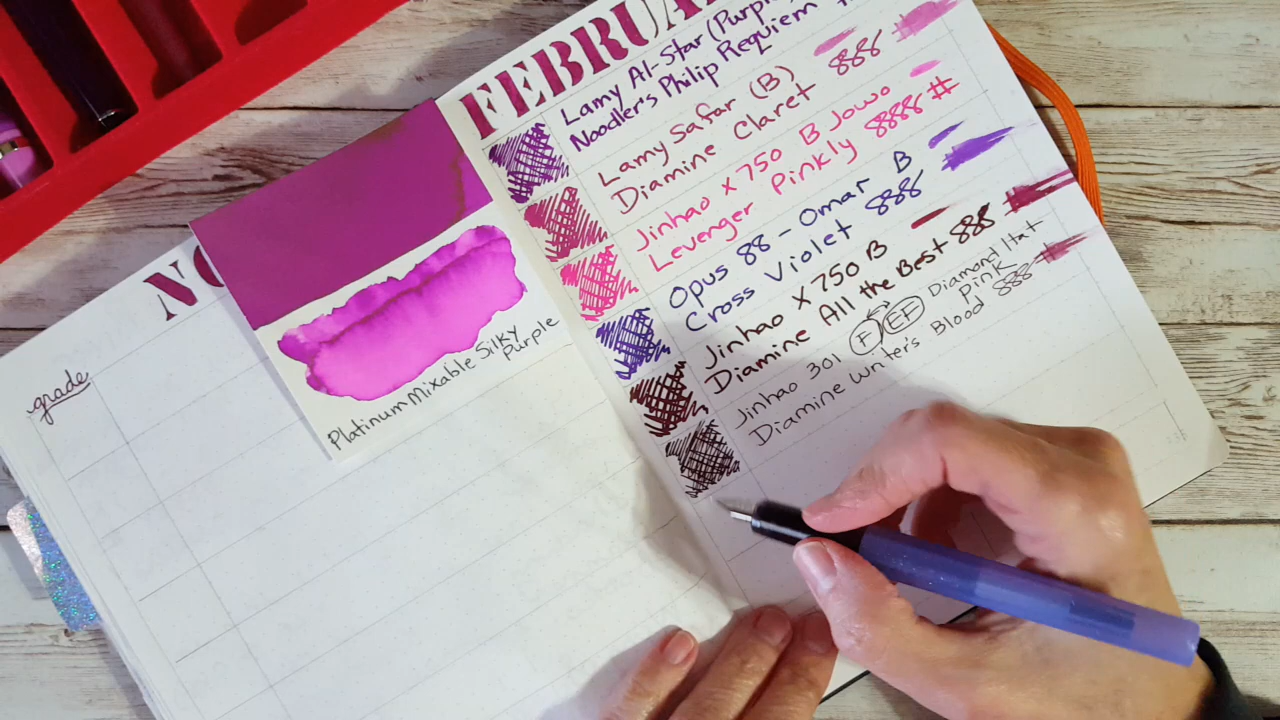 FEBRUA
Lamy Al-Star (Purple
Noodler's Philip Requiem
Lamy Safari (B)
Diamine Claret 888
Jinhao x750 B Jowo
Levenger Pinkly 8888 #
Opus 88 - Omar B
Cross Violet 888
Jinhao x750 B
Diamine All the Best 888
Jinhao 301 F EF Diamond Hat
Pink
Diamine Writer's Blood 888
NO
grade
Platinum Mixable Silky
Purple